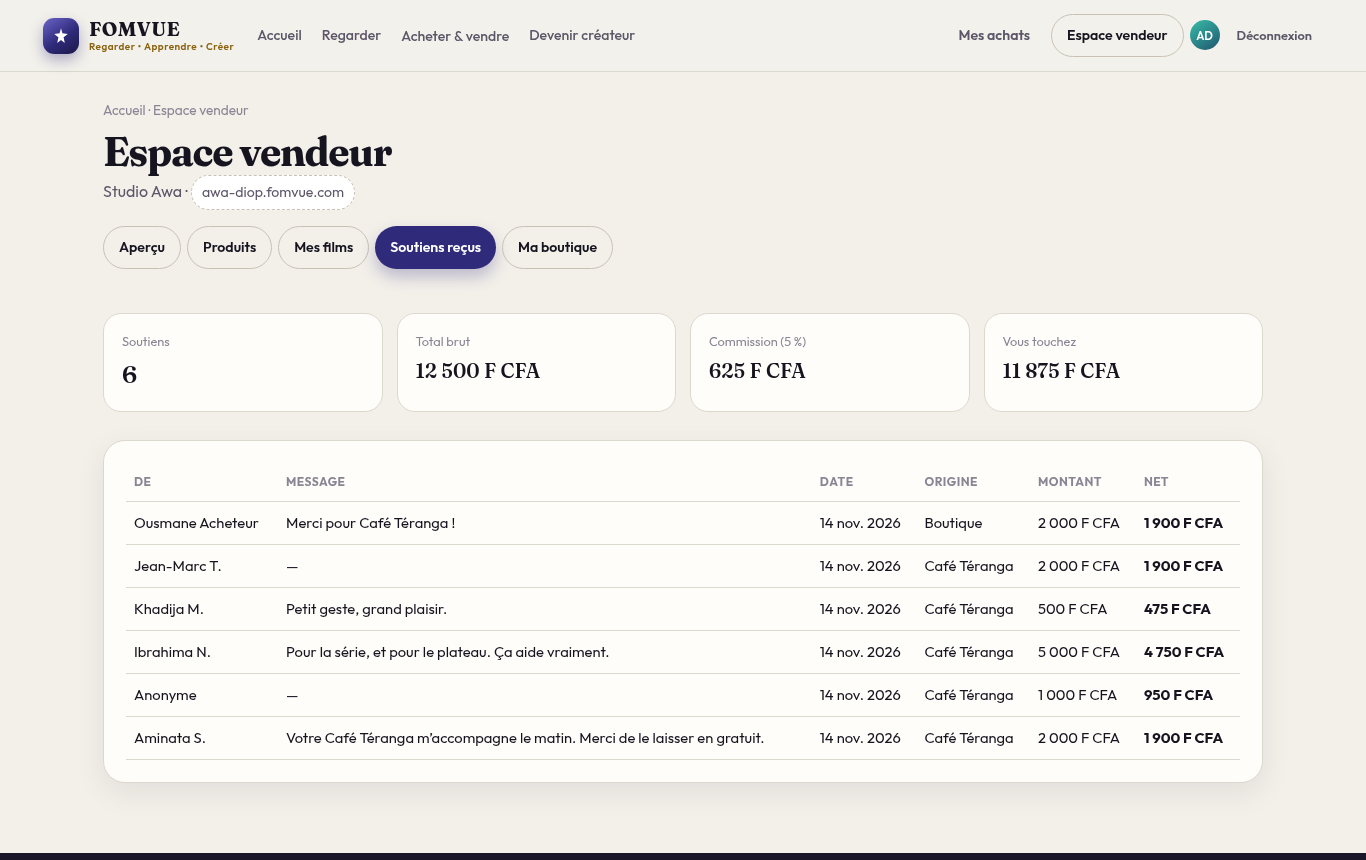 FOMVUE
Regarder • Apprendre • Créer
Accueil
Regarder
Acheter & vendre
Devenir créateur
Mes achats
Espace vendeur
AD
Déconnexion
Accueil · Espace vendeur
Espace vendeur
Studio Awa · awa-diop.fomvue.com
Aperçu
Produits
Mes films
Soutiens reçus
Ma boutique
Soutiens
6
Total brut
12 500 F CFA
Commission (5 %)
625 F CFA
Vous touchez
11 875 F CFA
DE MESSAGE DATE ORIGINE MONTANT NET
Ousmane Acheteur Merci pour Café Téranga ! 14 nov. 2026 Boutique 2 000 F CFA 1 900 F CFA
Jean-Marc T. — 14 nov. 2026 Café Téranga 2 000 F CFA 1 900 F CFA
Khadija M. Petit geste, grand plaisir. 14 nov. 2026 Café Téranga 500 F CFA 475 F CFA
Ibrahima N. Pour la série, et pour le plateau. Ça aide vraiment. 14 nov. 2026 Café Téranga 5 000 F CFA 4 750 F CFA
Anonyme — 14 nov. 2026 Café Téranga 1 000 F CFA 950 F CFA
Aminata S. Votre Café Téranga m’accompagne le matin. Merci de le laisser en gratuit. 14 nov. 2026 Café Téranga 2 000 F CFA 1 900 F CFA